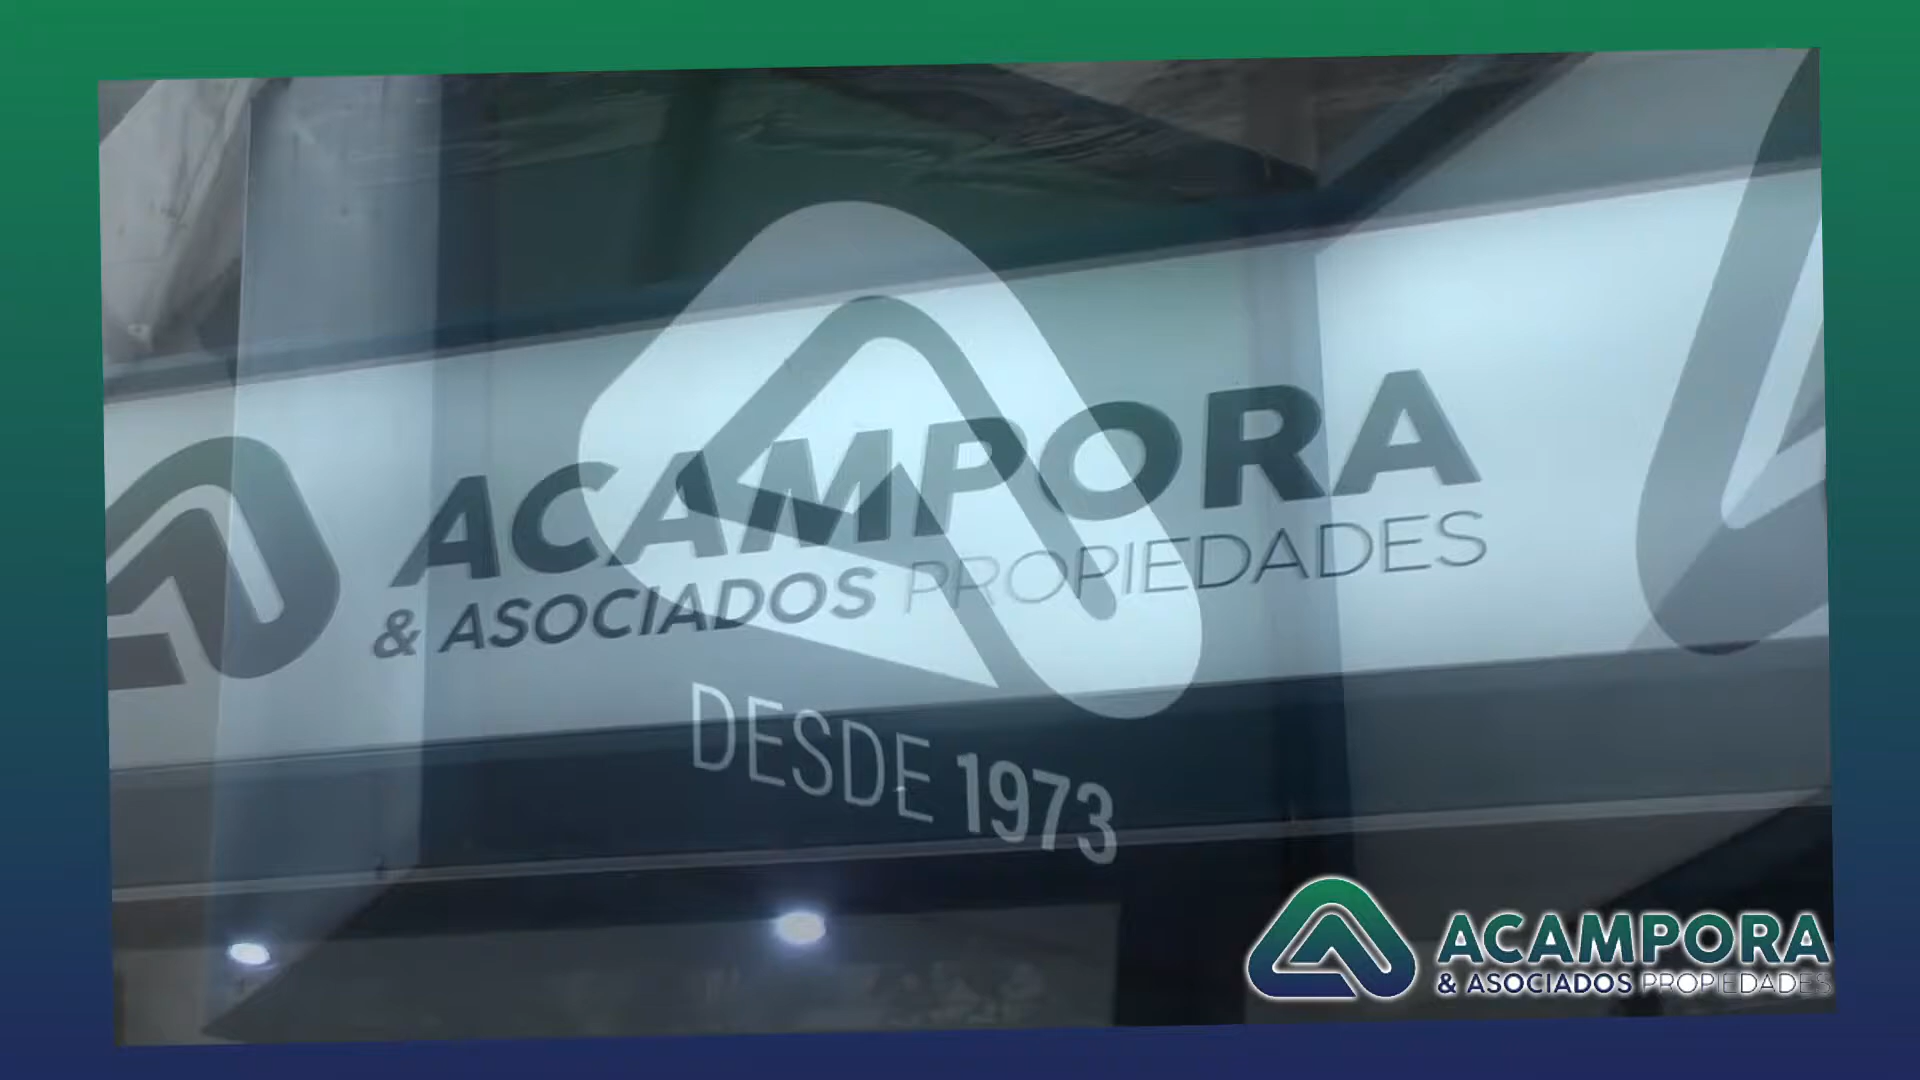 ACAMPORA
& ASOCIADOS PROPIEDADES
DESDE 1973
ACAMPORA
& ASOCIADOS PROPIEDADES